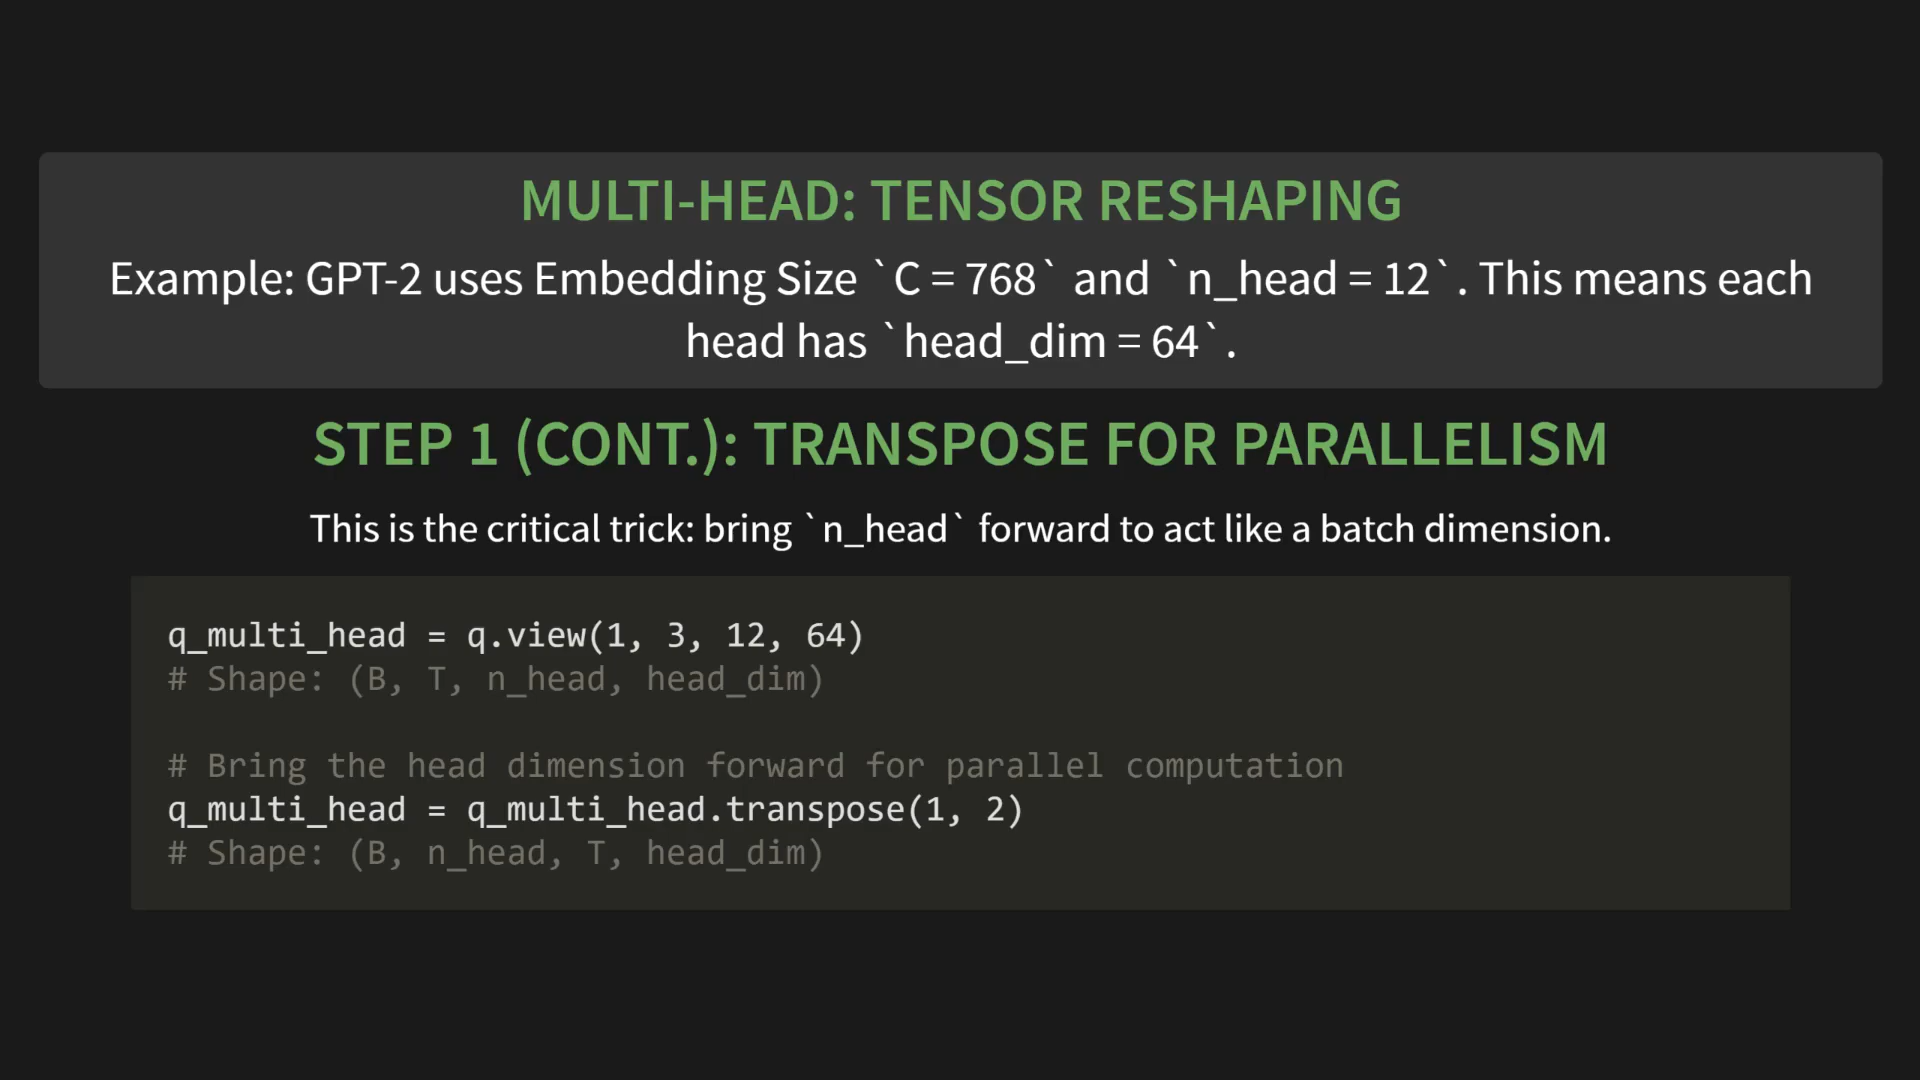 MULTI-HEAD: TENSOR RESHAPING
Example: GPT-2 uses Embedding Size `C = 768` and `n_head = 12`. This means each
head has `head_dim = 64`.
STEP 1 (CONT.): TRANSPOSE FOR PARALLELISM
This is the critical trick: bring `n_head` forward to act like a batch dimension.
q_multi_head = q.view(1, 3, 12, 64)
# Shape: (B, T, n_head, head_dim)
# Bring the head dimension forward for parallel computation
q_multi_head = q_multi_head.transpose(1, 2)
# Shape: (B, n_head, T, head_dim)